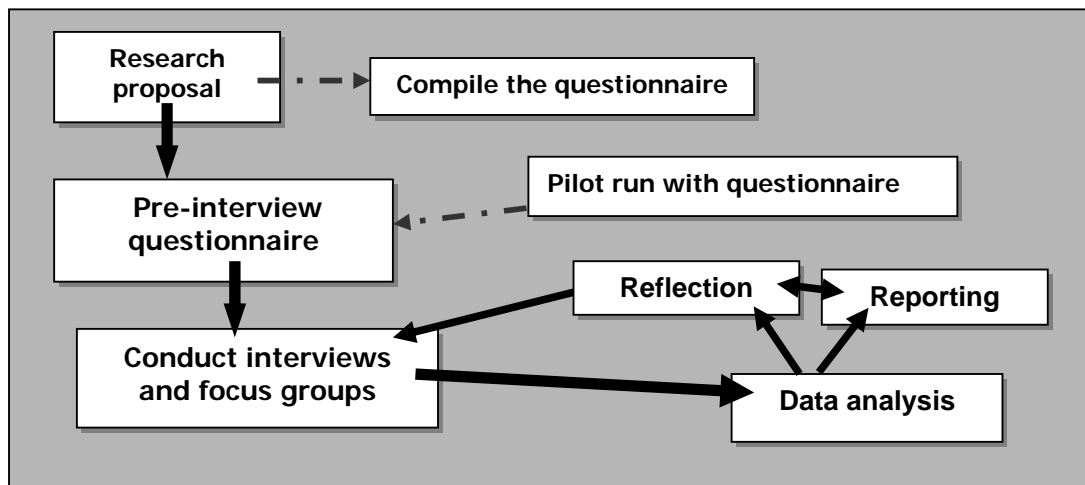 Research
proposal
Compile the questionnaire
Pilot run with questionnaire
Pre-interview
questionnaire
Reflection
Reporting
Conduct interviews
and focus groups
Data analysis